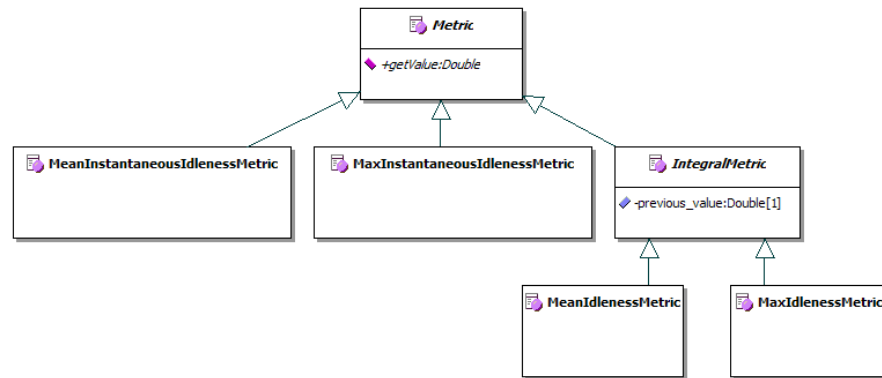 Metric
+getValue:Double
MeanInstantaneousIdlenessMetric
MaxInstantaneousIdlenessMetric
IntegralMetric
-previous_value:Double[1]
MeanIdlenessMetric
MaxIdlenessMetric